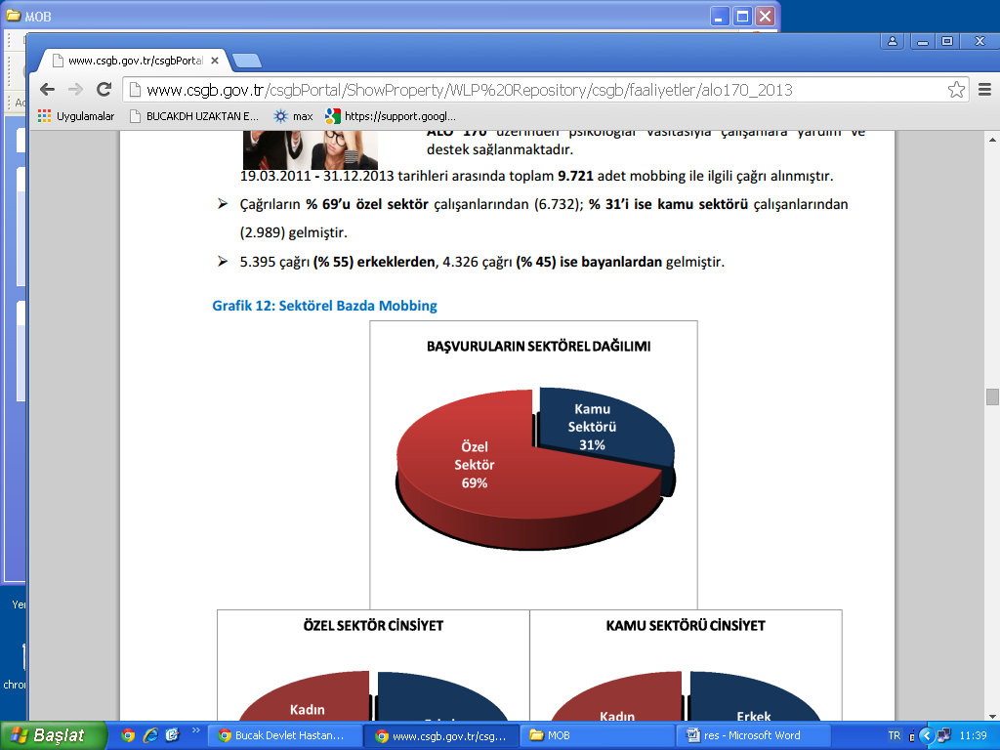 MOB
www.csgb.gov.tr/csgbPortal
www.csgb.gov.tr/csgbPortal/ShowProperty/WLP%20Repository/csgb/faaliyetler/alo170_2013
Uygulamalar
BUCAKDH UZAKTAN E...
max
https://support.googl...
ALO 170 üzerinden psikologlar vasıtasıyla çalışanlara yardım ve
destek sağlanmaktadır.
19.03.2011 - 31.12.2013 tarihleri arasında toplam 9.721 adet mobbing ile ilgili çağrı alınmıştır.
➢ Çağrıların % 69’u özel sektör çalışanlarından (6.732); % 31’i ise kamu sektörü çalışanlarından
(2.989) gelmiştir.
➢ 5.395 çağrı (% 55) erkeklerden, 4.326 çağrı (% 45) ise bayanlardan gelmiştir.
Grafik 12: Sektörel Bazda Mobbing
BAŞVURULARIN SEKTÖREL DAĞILIMI
Kamu
Sektörü
31%
Özel
Sektör
69%
ÖZEL SEKTÖR CİNSİYET
KAMU SEKTÖRÜ CİNSİYET
Kadın
Kadın
Erkek
Başlat
Bucak Devlet Hastan...
www.csgb.gov.tr/csg...
MOB
res - Microsoft Word
TR
11:39